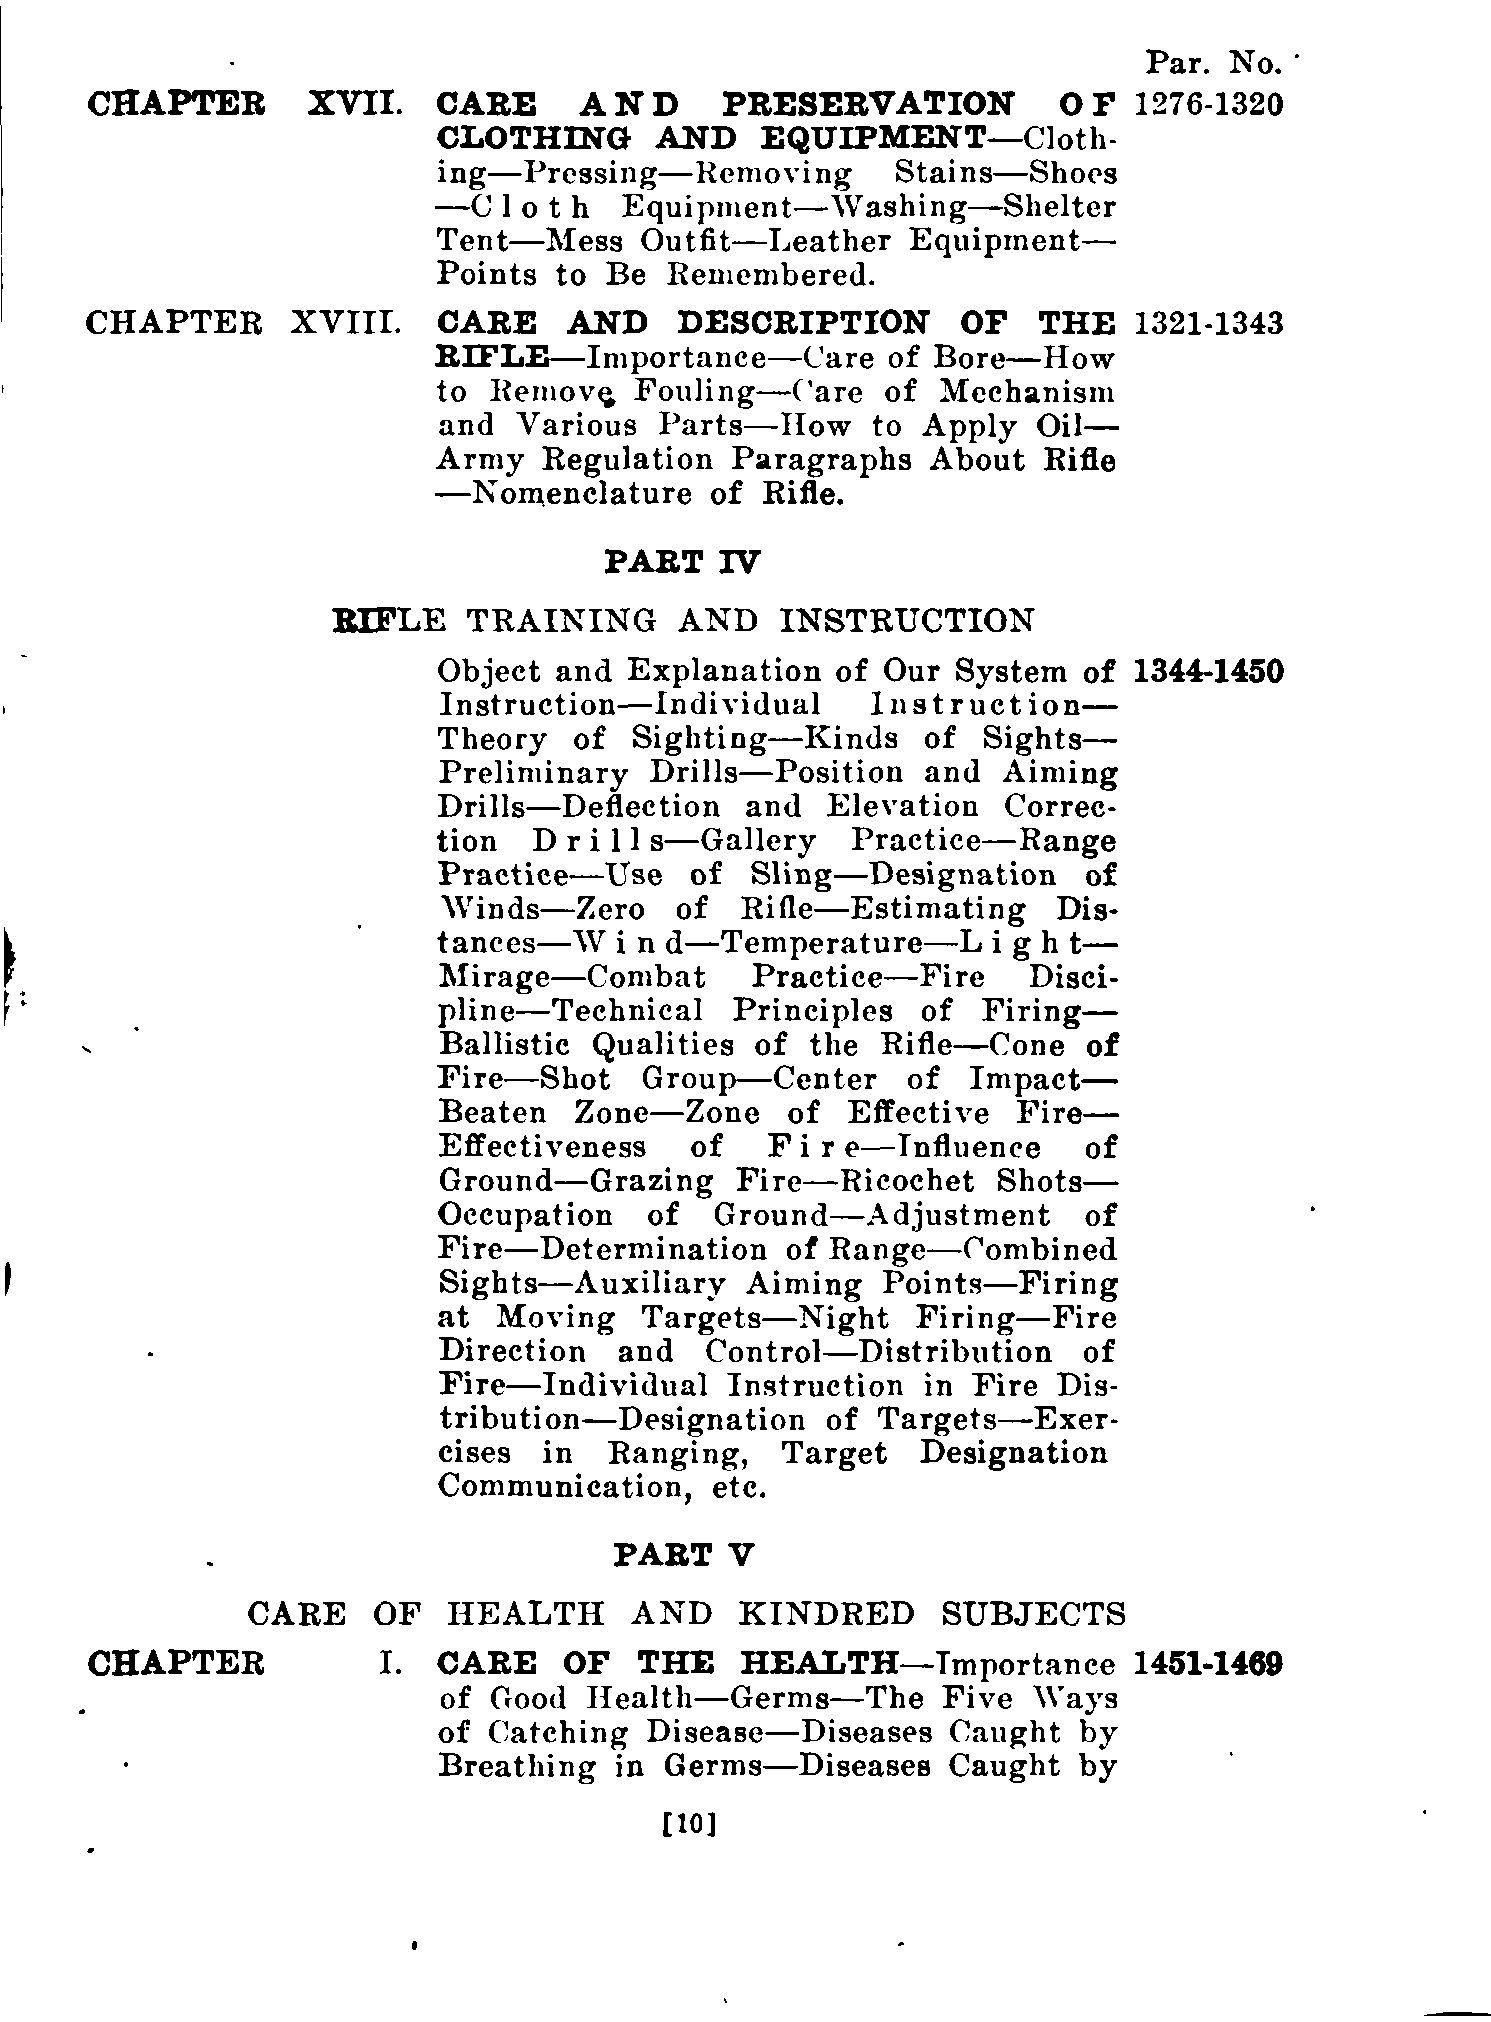 Par. No.
CHAPTER XVII. CARE AND PRESERVATION OF 1276-1320
CLOTHING AND EQUIPMENT—Cloth-
ing—Pressing—Removing Stains—Shoes
—Cloth Equipment—Washing—Shelter
Tent—Mess Outfit—Leather Equipment—
Points to Be Remembered.
CHAPTER XVIII. CARE AND DESCRIPTION OF THE 1321-1343
RIFLE—Importance—Care of Bore—How
to Remove Fouling—Care of Mechanism
and Various Parts—How to Apply Oil—
Army Regulation Paragraphs About Rifle
—Nomenclature of Rifle.
PART IV
RIFLE TRAINING AND INSTRUCTION
Object and Explanation of Our System of 1344-1450
Instruction—Individual Instruction—
Theory of Sighting—Kinds of Sights—
Preliminary Drills—Position and Aiming
Drills—Deflection and Elevation Correc-
tion Drills—Gallery Practice—Range
Practice—Use of Sling—Designation of
Winds—Zero of Rifle—Estimating Dis-
tances—Wind—Temperature—Light—
Mirage—Combat Practice—Fire Disci-
pline—Technical Principles of Firing—
Ballistic Qualities of the Rifle—Cone of
Fire—Shot Group—Center of Impact—
Beaten Zone—Zone of Effective Fire—
Effectiveness of Fire—Influence of
Ground—Grazing Fire—Ricochet Shots—
Occupation of Ground—Adjustment of
Fire—Determination of Range—Combined
Sights—Auxiliary Aiming Points—Firing
at Moving Targets—Night Firing—Fire
Direction and Control—Distribution of
Fire—Individual Instruction in Fire Dis-
tribution—Designation of Targets—Exer-
cises in Ranging, Target Designation
Communication, etc.
PART V
CARE OF HEALTH AND KINDRED SUBJECTS
CHAPTER I. CARE OF THE HEALTH—Importance 1451-1469
of Good Health—Germs—The Five Ways
of Catching Disease—Diseases Caught by
Breathing in Germs—Diseases Caught by
[10]